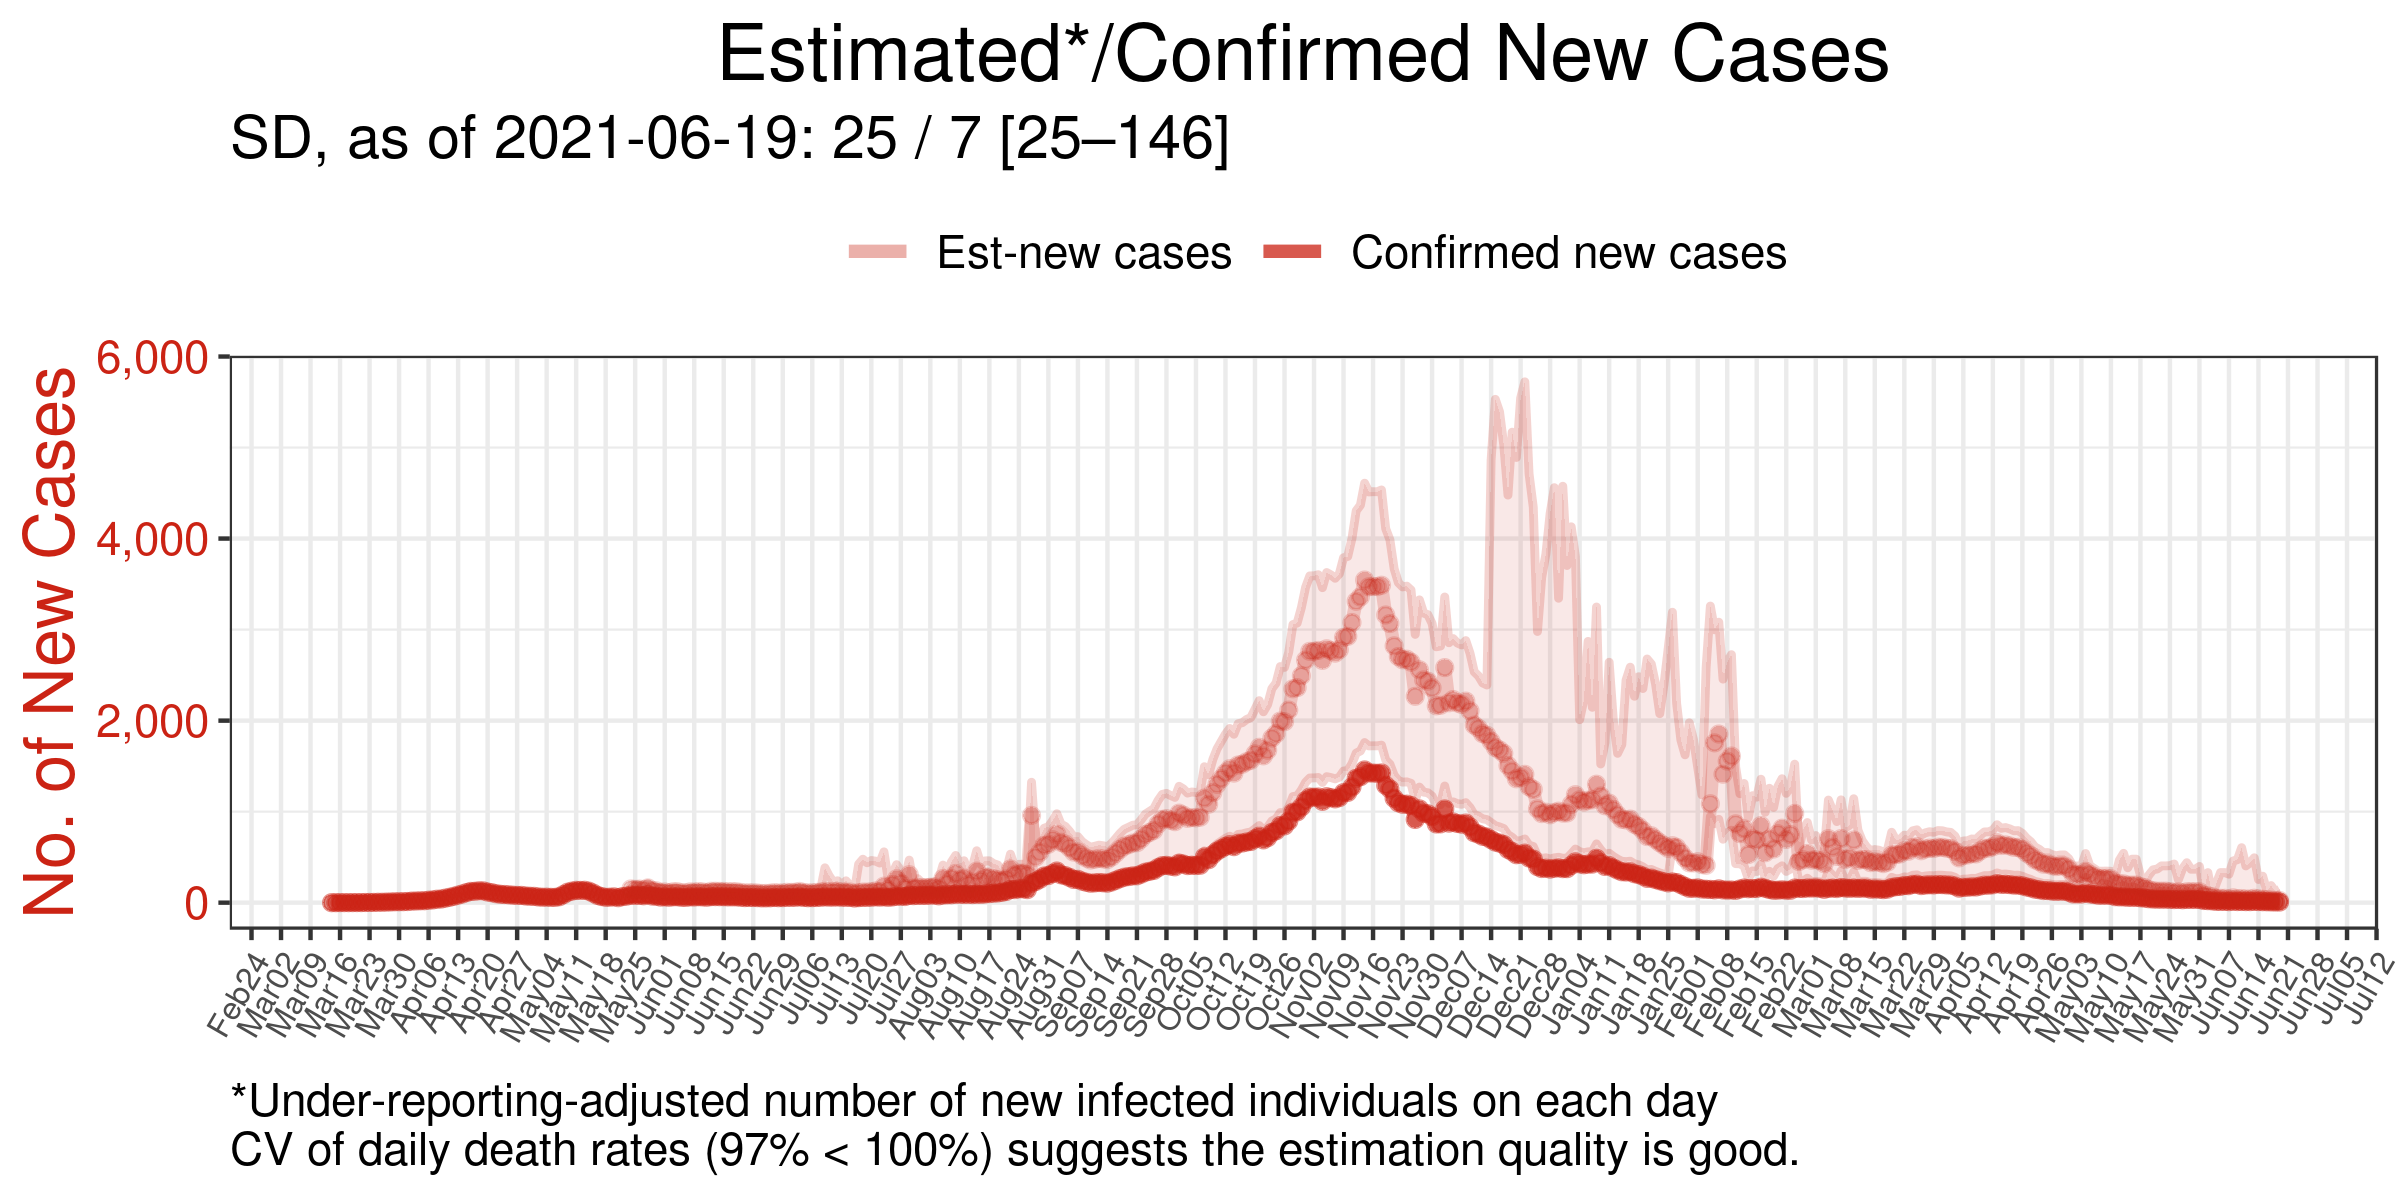 Estimated*/Confirmed New Cases
SD, as of 2021-06-19: 25 / 7 [25–146]
Est-new cases
Confirmed new cases
No. of New Cases
6,000
4,000
2,000
0
Feb24
Mar02
Mar09
Mar16
Mar23
Mar30
Apr06
Apr13
Apr20
Apr27
May04
May11
May18
May25
Jun01
Jun08
Jun15
Jun22
Jun29
Jul06
Jul13
Jul20
Jul27
Aug03
Aug10
Aug17
Aug24
Aug31
Sep07
Sep14
Sep21
Sep28
Oct05
Oct12
Oct19
Oct26
Nov02
Nov09
Nov16
Nov23
Nov30
Dec07
Dec14
Dec21
Dec28
Jan04
Jan11
Jan18
Jan25
Feb01
Feb08
Feb15
Feb22
Mar01
Mar08
Mar15
Mar22
Mar29
Apr05
Apr12
Apr19
Apr26
May03
May10
May17
May24
May31
Jun07
Jun14
Jun21
Jun28
Jul05
Jul12
*Under-reporting-adjusted number of new infected individuals on each day
CV of daily death rates (97% < 100%) suggests the estimation quality is good.